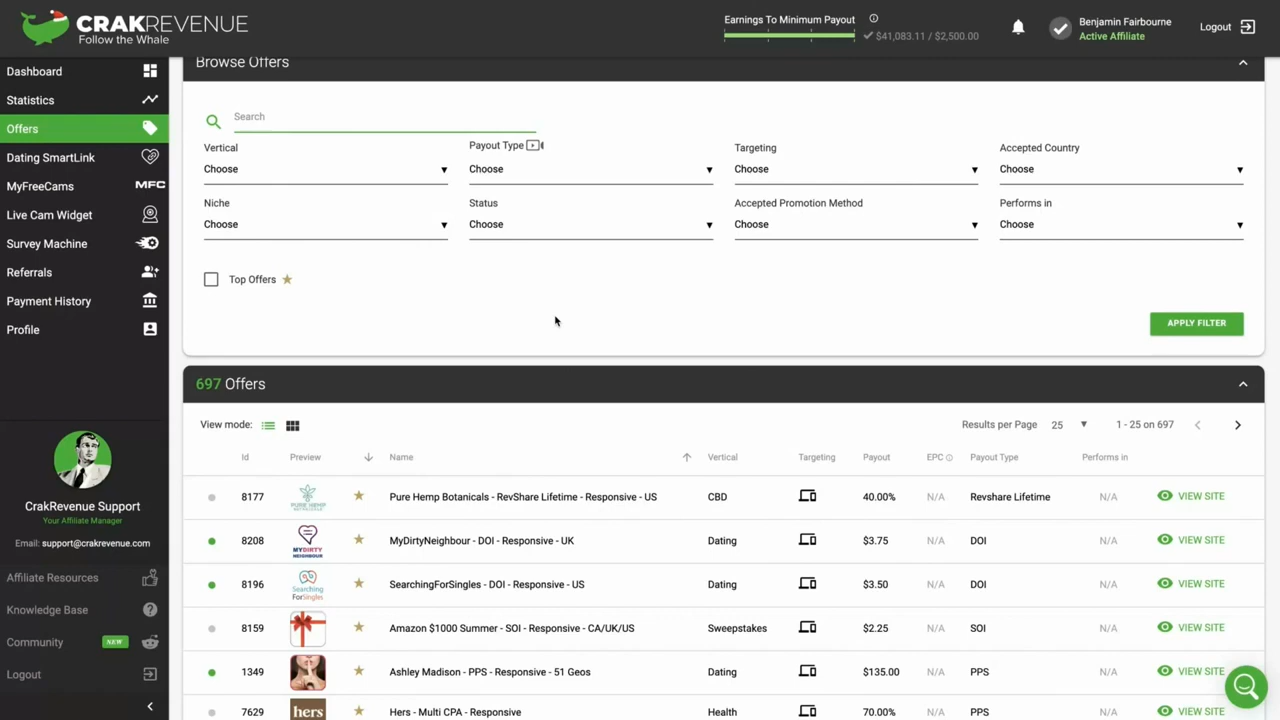 CRAKREVENUE
Follow the Whale
Earnings To Minimum Payout
$41,083.11 / $2,500.00
Benjamin Fairbourne
Active Affiliate
Logout
Dashboard
Statistics
Offers
Dating SmartLink
MyFreeCams MFC
Live Cam Widget
Survey Machine
Referrals
Payment History
Profile
CrakRevenue Support
Your Affiliate Manager
Email: support@crakrevenue.com
Affiliate Resources
Knowledge Base
Community NEW
Logout
Browse Offers
Search
Vertical Payout Type Targeting Accepted Country
Choose Choose Choose Choose
Niche Status Accepted Promotion Method Performs in
Choose Choose Choose Choose
Top Offers
APPLY FILTER
697 Offers
View mode: Results per Page 25 1 - 25 on 697
Id Preview Name Vertical Targeting Payout EPC Payout Type Performs in
8177 PURE HEMP BOTANICALS Pure Hemp Botanicals - RevShare Lifetime - Responsive - US CBD 40.00% N/A Revshare Lifetime N/A VIEW SITE
8208 MYDIRTY NEIGHBOUR MyDirtyNeighbour - DOI - Responsive - UK Dating $3.75 N/A DOI N/A VIEW SITE
8196 Searching ForSingles SearchingForSingles - DOI - Responsive - US Dating $3.50 N/A DOI N/A VIEW SITE
8159 Amazon $1000 Summer - SOI - Responsive - CA/UK/US Sweepstakes $2.25 N/A SOI N/A VIEW SITE
1349 Ashley Madison - PPS - Responsive - 51 Geos Dating $135.00 N/A PPS N/A VIEW SITE
7629 hers Hers - Multi CPA - Responsive Health 70.00% N/A PPS N/A VIEW SITE